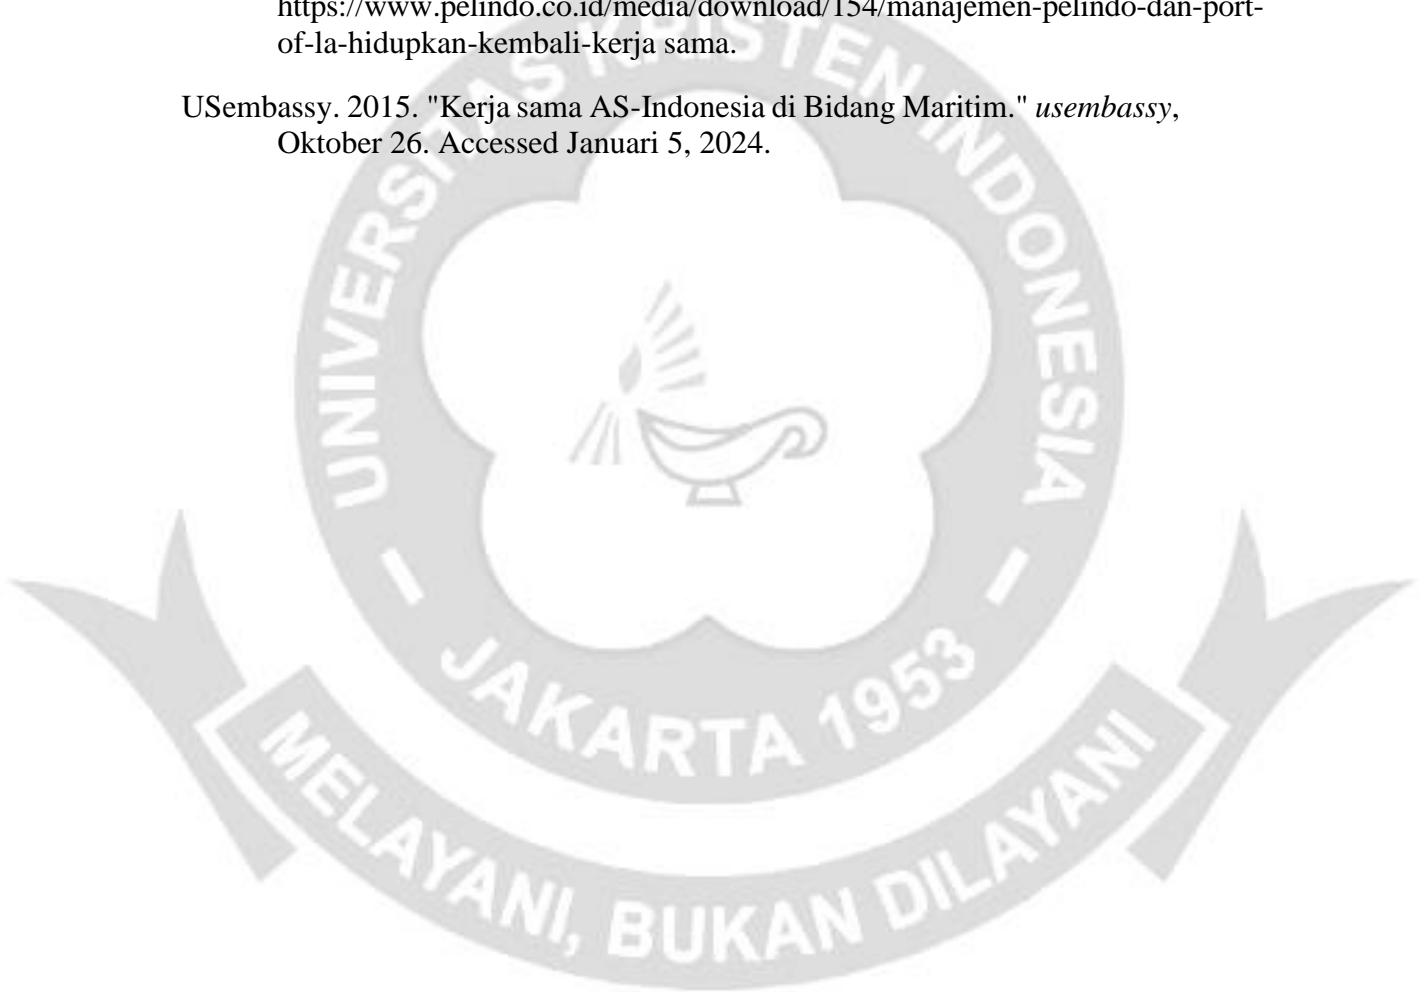 https://www.pelindo.co.id/media/download/154/manajemen-pelindo-dan-port-
of-la-hidupkan-kembali-kerja sama.
USembassy. 2015. "Kerja sama AS-Indonesia di Bidang Maritim." usembassy,
Oktober 26. Accessed Januari 5, 2024.
UNIVERSITAS KRISTEN INDONESIA
- JAKARTA 1953 -
MELAYANI, BUKAN DILAYANI